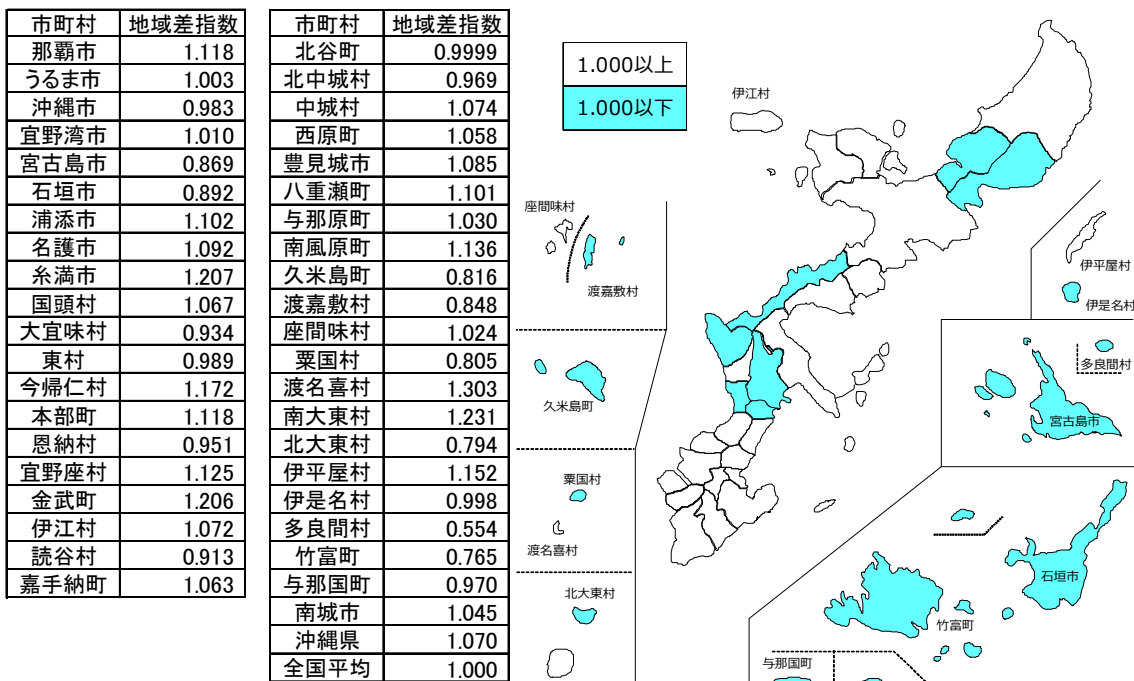 市町村 地域差指数
那覇市 1.118
うるま市 1.003
沖縄市 0.983
宜野湾市 1.010
宮古島市 0.869
石垣市 0.892
浦添市 1.102
名護市 1.092
糸満市 1.207
国頭村 1.067
大宜味村 0.934
東村 0.989
今帰仁村 1.172
本部町 1.118
恩納村 0.951
宜野座村 1.125
金武町 1.206
伊江村 1.072
読谷村 0.913
嘉手納町 1.063
市町村 地域差指数
北谷町 0.9999
北中城村 0.969
中城村 1.074
西原町 1.058
豊見城市 1.085
八重瀬町 1.101
与那原町 1.030
南風原町 1.136
久米島町 0.816
渡嘉敷村 0.848
座間味村 1.024
粟国村 0.805
渡名喜村 1.303
南大東村 1.231
北大東村 0.794
伊平屋村 1.152
伊是名村 0.998
多良間村 0.554
竹富町 0.765
与那国町 0.970
南城市 1.045
沖縄県 1.070
全国平均 1.000
1.000以上
1.000以下
伊江村
座間味村
渡嘉敷村
伊平屋村
伊是名村
多良間村
宮古島市
久米島町
粟国村
渡名喜村
北大東村
石垣市
竹富町
与那国町